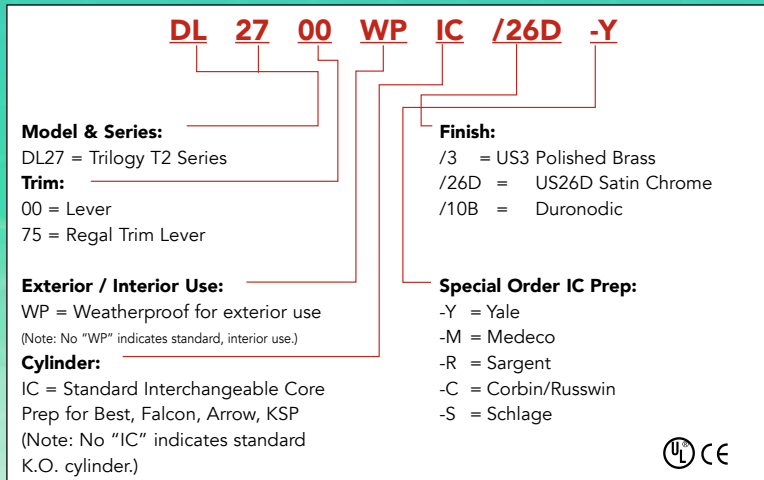 DL 27 00 WP IC /26D -Y
Model & Series:
DL27 = Trilogy T2 Series
Trim:
00 = Lever
75 = Regal Trim Lever
Exterior / Interior Use:
WP = Weatherproof for exterior use
(Note: No "WP" indicates standard, interior use.)
Cylinder:
IC = Standard Interchangeable Core
Prep for Best, Falcon, Arrow, KSP
(Note: No "IC" indicates standard
K.O. cylinder.)
Finish:
/3 = US3 Polished Brass
/26D = US26D Satin Chrome
/10B = Duronodic
Special Order IC Prep:
-Y = Yale
-M = Medeco
-R = Sargent
-C = Corbin/Russwin
-S = Schlage
UL® CE